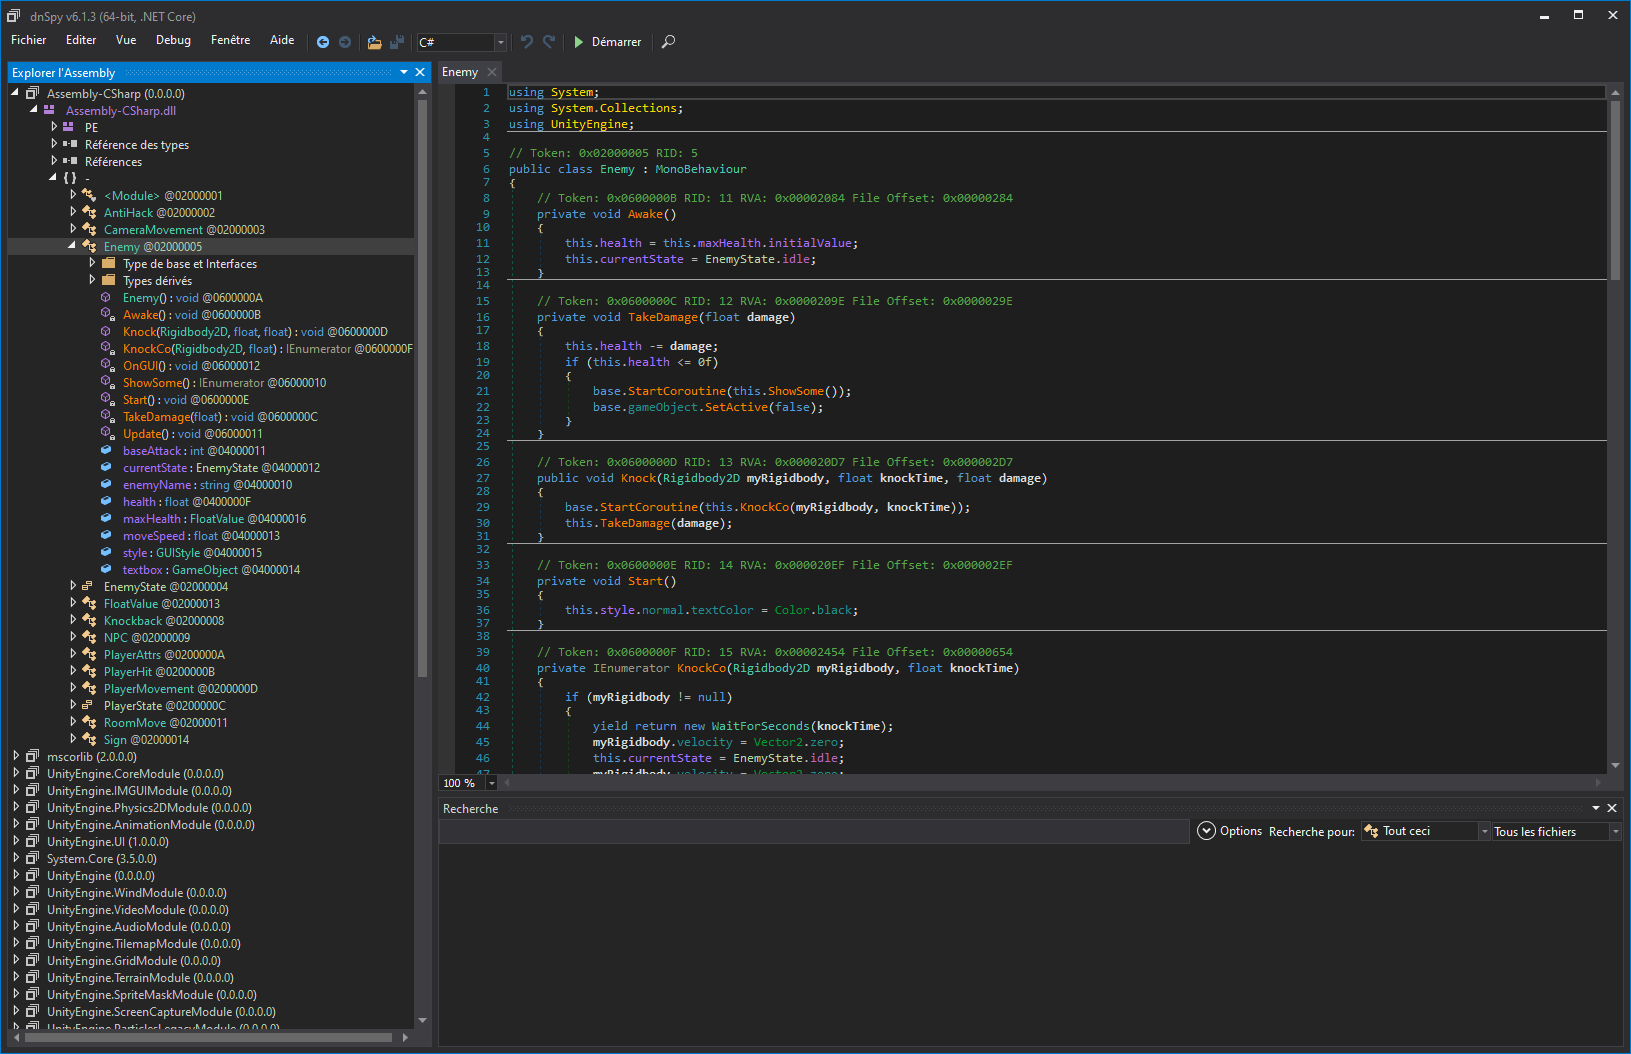 dnSpy v6.1.3 (64-bit, .NET Core)
Fichier Editer Vue Debug Fenêtre Aide C# Démarrer
Explorer l'Assembly
Assembly-CSharp (0.0.0.0)
Assembly-CSharp.dll
PE
Référence des types
Références
{ } -
<Module> @02000001
AntiHack @02000002
CameraMovement @02000003
Enemy @02000005
Type de base et Interfaces
Types dérivés
Enemy() : void @0600000A
Awake() : void @0600000B
Knock(Rigidbody2D, float, float) : void @0600000D
KnockCo(Rigidbody2D, float) : IEnumerator @0600000F
OnGUI() : void @06000012
ShowSome() : IEnumerator @06000010
Start() : void @0600000E
TakeDamage(float) : void @0600000C
Update() : void @06000011
baseAttack : int @04000011
currentState : EnemyState @04000012
enemyName : string @04000010
health : float @0400000F
maxHealth : FloatValue @04000016
moveSpeed : float @04000013
style : GUIStyle @04000015
textbox : GameObject @04000014
EnemyState @02000004
FloatValue @02000013
Knockback @02000008
NPC @02000009
PlayerAttrs @0200000A
PlayerHit @0200000B
PlayerMovement @0200000D
PlayerState @0200000C
RoomMove @02000011
Sign @02000014
mscorlib (2.0.0.0)
UnityEngine.CoreModule (0.0.0.0)
UnityEngine.IMGUIModule (0.0.0.0)
UnityEngine.Physics2DModule (0.0.0.0)
UnityEngine.AnimationModule (0.0.0.0)
UnityEngine.UI (1.0.0.0)
System.Core (3.5.0.0)
UnityEngine (0.0.0.0)
UnityEngine.WindModule (0.0.0.0)
UnityEngine.VideoModule (0.0.0.0)
UnityEngine.AudioModule (0.0.0.0)
UnityEngine.TilemapModule (0.0.0.0)
UnityEngine.GridModule (0.0.0.0)
UnityEngine.TerrainModule (0.0.0.0)
UnityEngine.SpriteMaskModule (0.0.0.0)
UnityEngine.ScreenCaptureModule (0.0.0.0)
UnityEngine.ParticlesLegacyModule (0.0.0.0)
Enemy
1 using System;
2 using System.Collections;
3 using UnityEngine;
4
5 // Token: 0x02000005 RID: 5
6 public class Enemy : MonoBehaviour
7 {
8 // Token: 0x0600000B RID: 11 RVA: 0x00002084 File Offset: 0x00000284
9 private void Awake()
10 {
11 this.health = this.maxHealth.initialValue;
12 this.currentState = EnemyState.idle;
13 }
14
15 // Token: 0x0600000C RID: 12 RVA: 0x0000209E File Offset: 0x0000029E
16 private void TakeDamage(float damage)
17 {
18 this.health -= damage;
19 if (this.health <= 0f)
20 {
21 base.StartCoroutine(this.ShowSome());
22 base.gameObject.SetActive(false);
23 }
24 }
25
26 // Token: 0x0600000D RID: 13 RVA: 0x000020D7 File Offset: 0x000002D7
27 public void Knock(Rigidbody2D myRigidbody, float knockTime, float damage)
28 {
29 base.StartCoroutine(this.KnockCo(myRigidbody, knockTime));
30 this.TakeDamage(damage);
31 }
32
33 // Token: 0x0600000E RID: 14 RVA: 0x000020EF File Offset: 0x000002EF
34 private void Start()
35 {
36 this.style.normal.textColor = Color.black;
37 }
38
39 // Token: 0x0600000F RID: 15 RVA: 0x00002454 File Offset: 0x00000654
40 private IEnumerator KnockCo(Rigidbody2D myRigidbody, float knockTime)
41 {
42 if (myRigidbody != null)
43 {
44 yield return new WaitForSeconds(knockTime);
45 myRigidbody.velocity = Vector2.zero;
46 this.currentState = EnemyState.idle;
47 myRigidbody.velocity = Vector2.zero;
100 %
Recherche
Options Recherche pour: Tout ceci Tous les fichiers